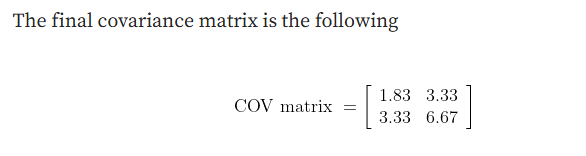 The final covariance matrix is the following
COV matrix = [ 1.83 3.33
3.33 6.67 ]